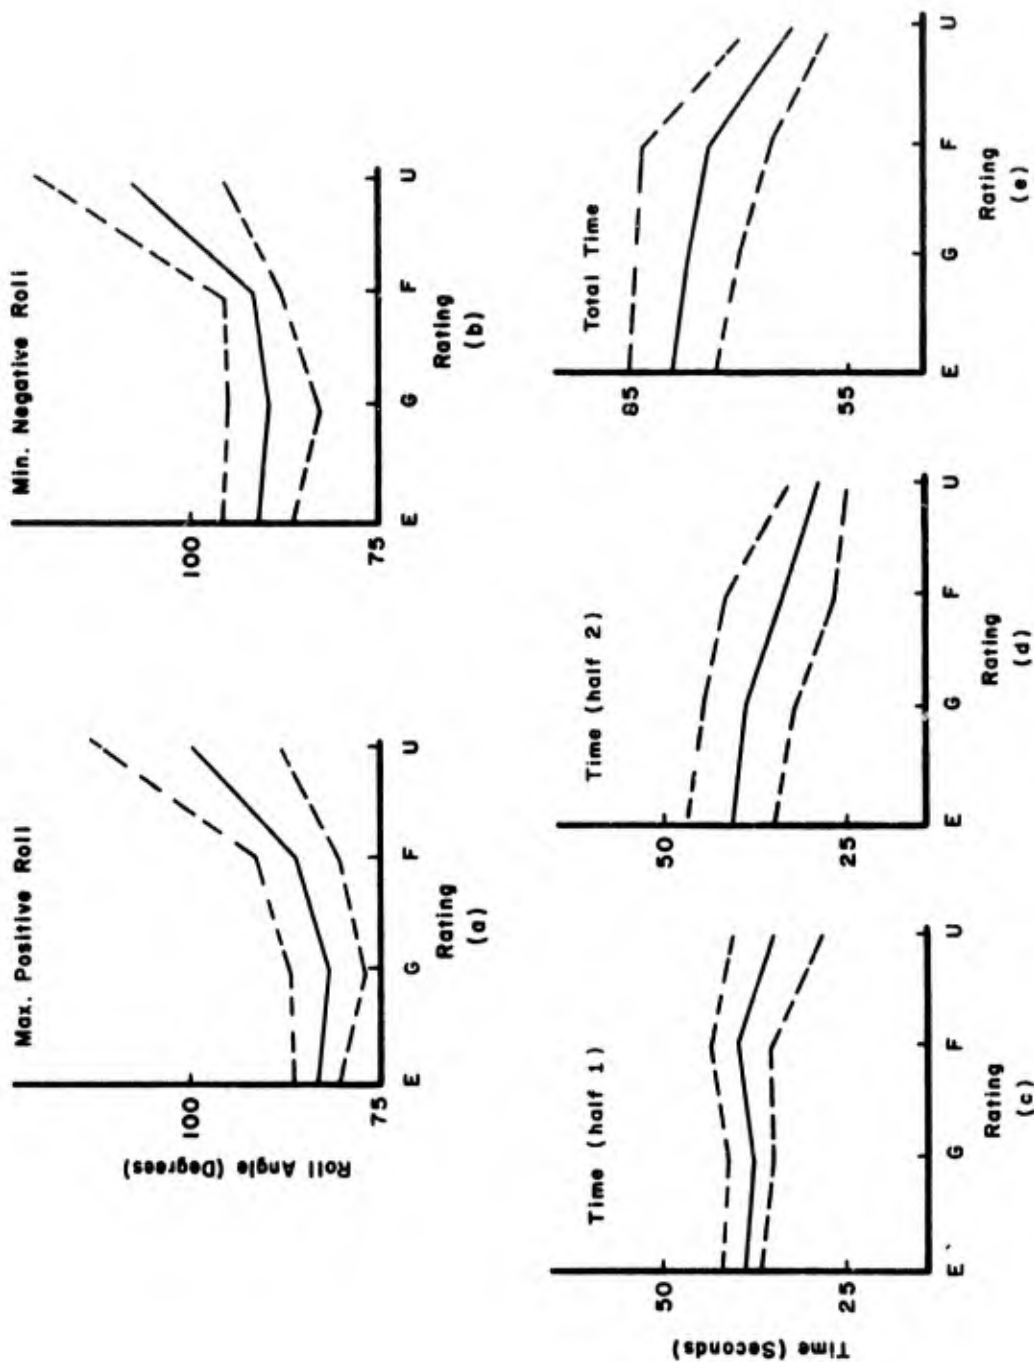 Max. Positive Roll
Roll Angle (Degrees)
100
75
E G F U
Rating
(a)
Min. Negative Roll
100
75
E G F U
Rating
(b)
Time (half 1)
Time (Seconds)
50
25
E G F U
Rating
(c)
Time (half 2)
50
25
E G F U
Rating
(d)
Total Time
85
55
E G F U
Rating
(e)